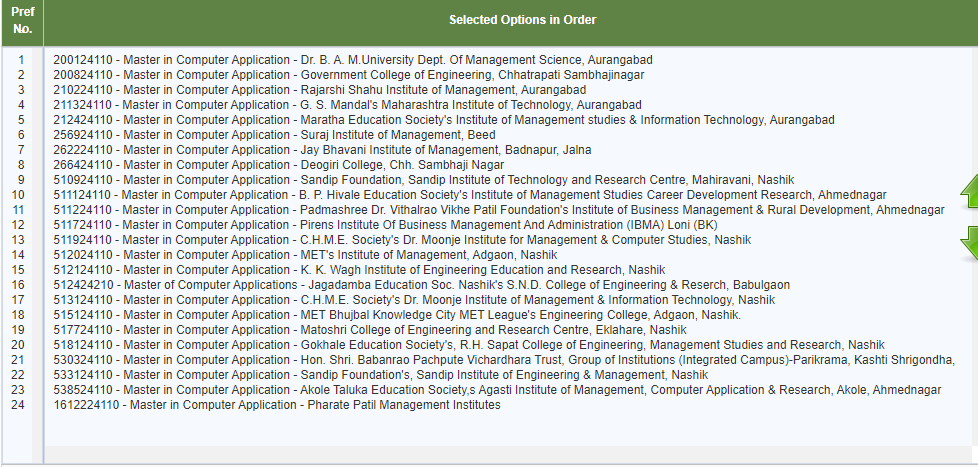 Pref No. Selected Options in Order
1 200124110 - Master in Computer Application - Dr. B. A. M.University Dept. Of Management Science, Aurangabad
2 200824110 - Master in Computer Application - Government College of Engineering, Chhatrapati Sambhajinagar
3 210224110 - Master in Computer Application - Rajarshi Shahu Institute of Management, Aurangabad
4 211324110 - Master in Computer Application - G. S. Mandal's Maharashtra Institute of Technology, Aurangabad
5 212424110 - Master in Computer Application - Maratha Education Society's Institute of Management studies & Information Technology, Aurangabad
6 256924110 - Master in Computer Application - Suraj Institute of Management, Beed
7 262224110 - Master in Computer Application - Jay Bhavani Institute of Management, Badnapur, Jalna
8 266424110 - Master in Computer Application - Deogiri College, Chh. Sambhaji Nagar
9 510924110 - Master in Computer Application - Sandip Foundation, Sandip Institute of Technology and Research Centre, Mahiravani, Nashik
10 511124110 - Master in Computer Application - B. P. Hivale Education Society's Institute of Management Studies Career Development Research, Ahmednagar
11 511224110 - Master in Computer Application - Padmashree Dr. Vithalrao Vikhe Patil Foundation's Institute of Business Management & Rural Development, Ahmednagar
12 511724110 - Master in Computer Application - Pirens Institute Of Business Management And Administration (IBMA) Loni (BK)
13 511924110 - Master in Computer Application - C.H.M.E. Society's Dr. Moonje Institute for Management & Computer Studies, Nashik
14 512024110 - Master in Computer Application - MET's Institute of Management, Adgaon, Nashik
15 512124110 - Master in Computer Application - K. K. Wagh Institute of Engineering Education and Research, Nashik
16 512424210 - Master of Computer Applications - Jagadamba Education Soc. Nashik's S.N.D. College of Engineering & Reserch, Babulgaon
17 513124110 - Master in Computer Application - C.H.M.E. Society's Dr. Moonje Institute of Management & Information Technology, Nashik
18 515124110 - Master in Computer Application - MET Bhujbal Knowledge City MET League's Engineering College, Adgaon, Nashik.
19 517724110 - Master in Computer Application - Matoshri College of Engineering and Research Centre, Eklahare, Nashik
20 518124110 - Master in Computer Application - Gokhale Education Society's, R.H. Sapat College of Engineering, Management Studies and Research, Nashik
21 530324110 - Master in Computer Application - Hon. Shri. Babanrao Pachpute Vichardhara Trust, Group of Institutions (Integrated Campus)-Parikrama, Kashti Shrigondha,
22 533124110 - Master in Computer Application - Sandip Foundation's, Sandip Institute of Engineering & Management, Nashik
23 538524110 - Master in Computer Application - Akole Taluka Education Society,s Agasti Institute of Management, Computer Application & Research, Akole, Ahmednagar
24 1612224110 - Master in Computer Application - Pharate Patil Management Institutes